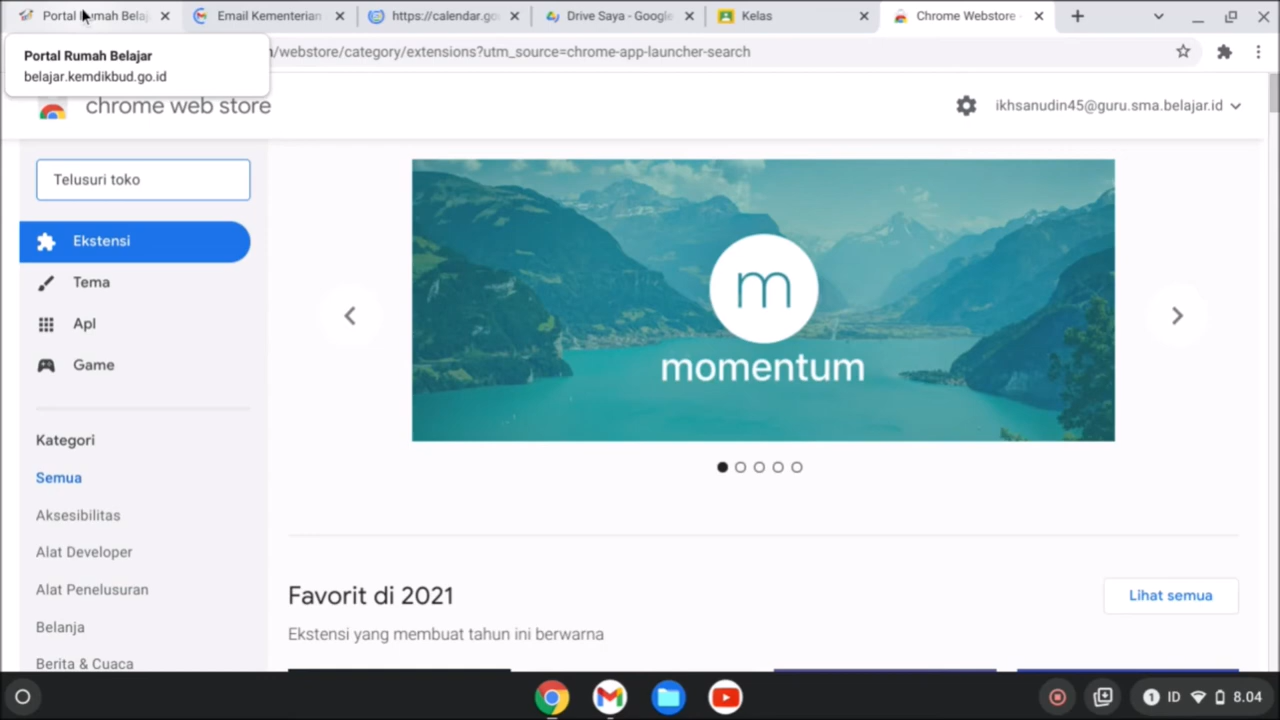 Portal Rumah Belaj
Email Kementerian
https://calendar.go
Drive Saya - Google
Kelas
Chrome Webstore -
Portal Rumah Belajar
belajar.kemdikbud.go.id
/webstore/category/extensions?utm_source=chrome-app-launcher-search
chrome web store
ikhsanudin45@guru.sma.belajar.id
Telusuri toko
Ekstensi
Tema
Apl
Game
Kategori
Semua
Aksesibilitas
Alat Developer
Alat Penelusuran
Belanja
Berita & Cuaca
m
momentum
Favorit di 2021
Lihat semua
Ekstensi yang membuat tahun ini berwarna
1 ID 8.04